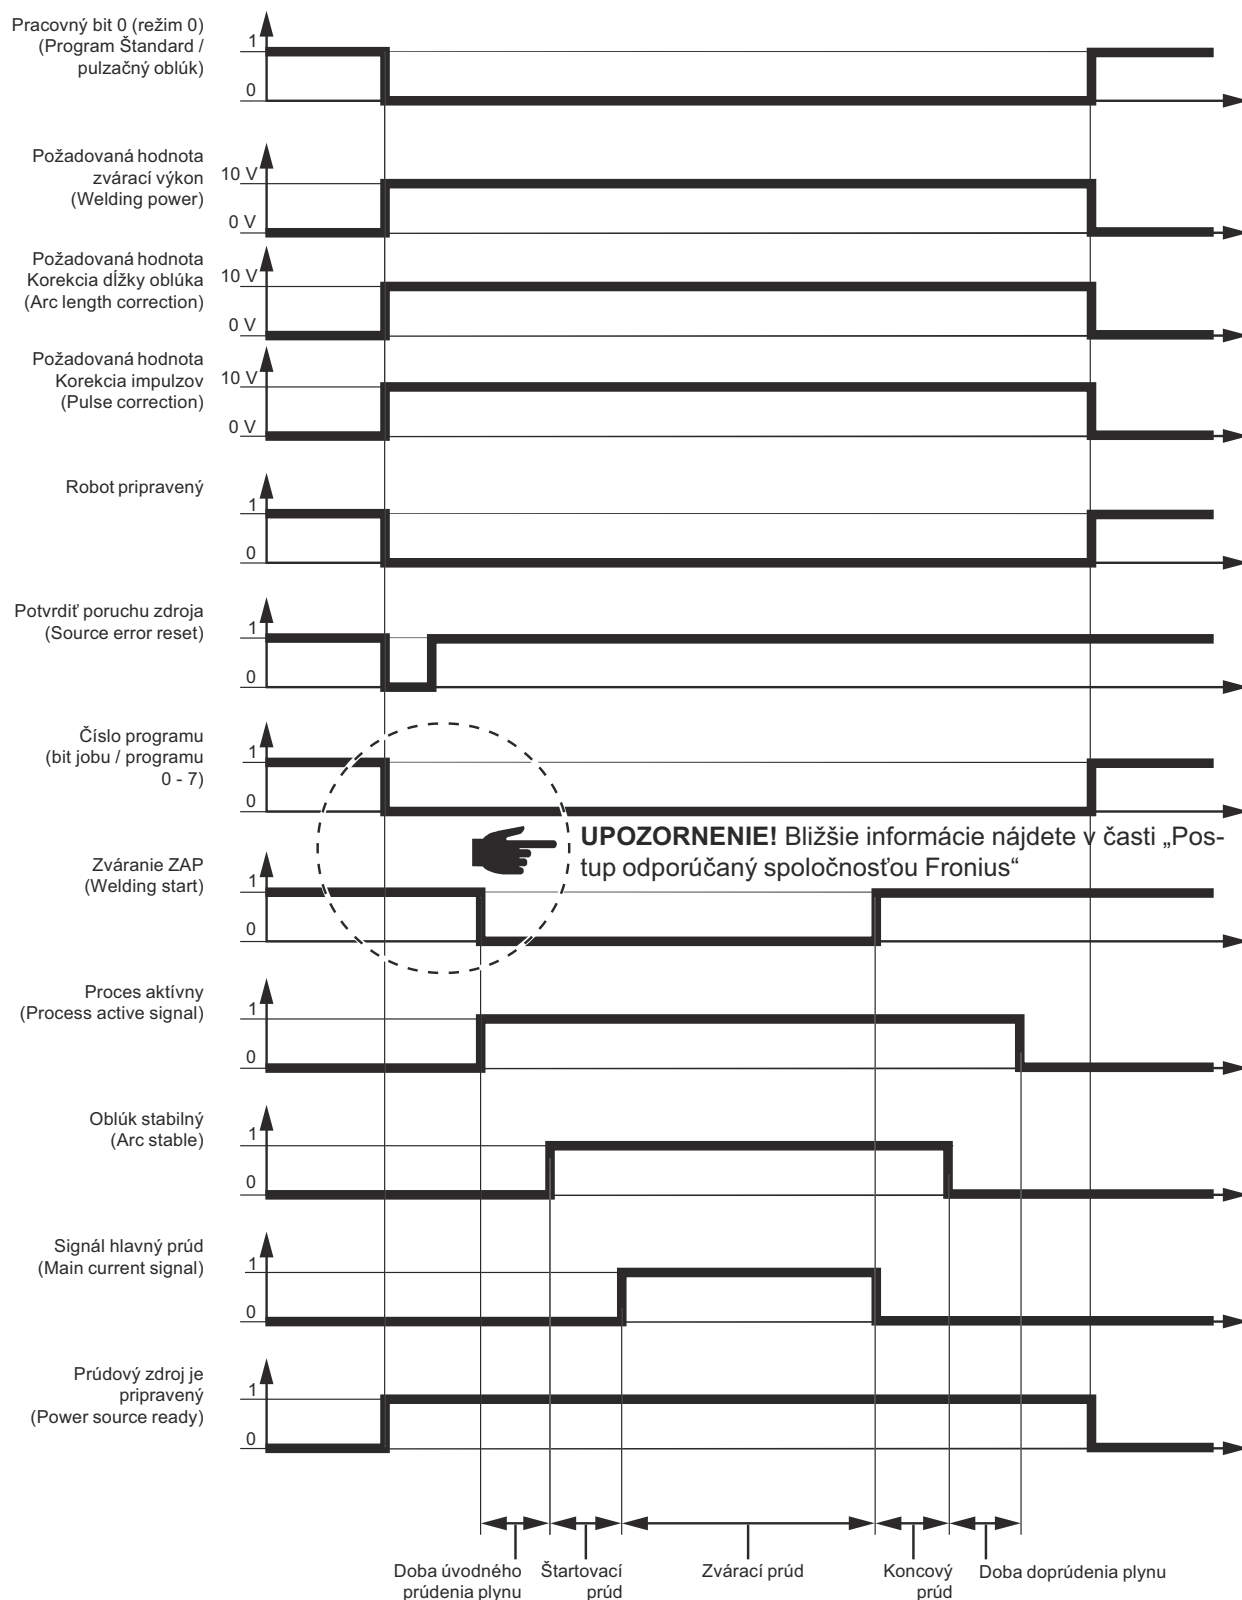 Pracovný bit 0 (režim 0)
(Program Štandard /
pulzačný oblúk)
1
0
Požadovaná hodnota
zvárací výkon
(Welding power)
10 V
0 V
Požadovaná hodnota
Korekcia dĺžky oblúka
(Arc length correction)
10 V
0 V
Požadovaná hodnota
Korekcia impulzov
(Pulse correction)
10 V
0 V
Robot pripravený
1
0
Potvrdiť poruchu zdroja
(Source error reset)
1
0
Číslo programu
(bit jobu / programu
0 - 7)
1
0
UPOZORNENIE! Bližšie informácie nájdete v časti „Pos-
tup odporúčaný spoločnosťou Fronius“
Zváranie ZAP
(Welding start)
1
0
Proces aktívny
(Process active signal)
1
0
Oblúk stabilný
(Arc stable)
1
0
Signál hlavný prúd
(Main current signal)
1
0
Prúdový zdroj je
pripravený
(Power source ready)
1
0
Doba úvodného
prúdenia plynu
Štartovací
prúd
Zvárací prúd
Koncový
prúd
Doba doprúdenia plynu